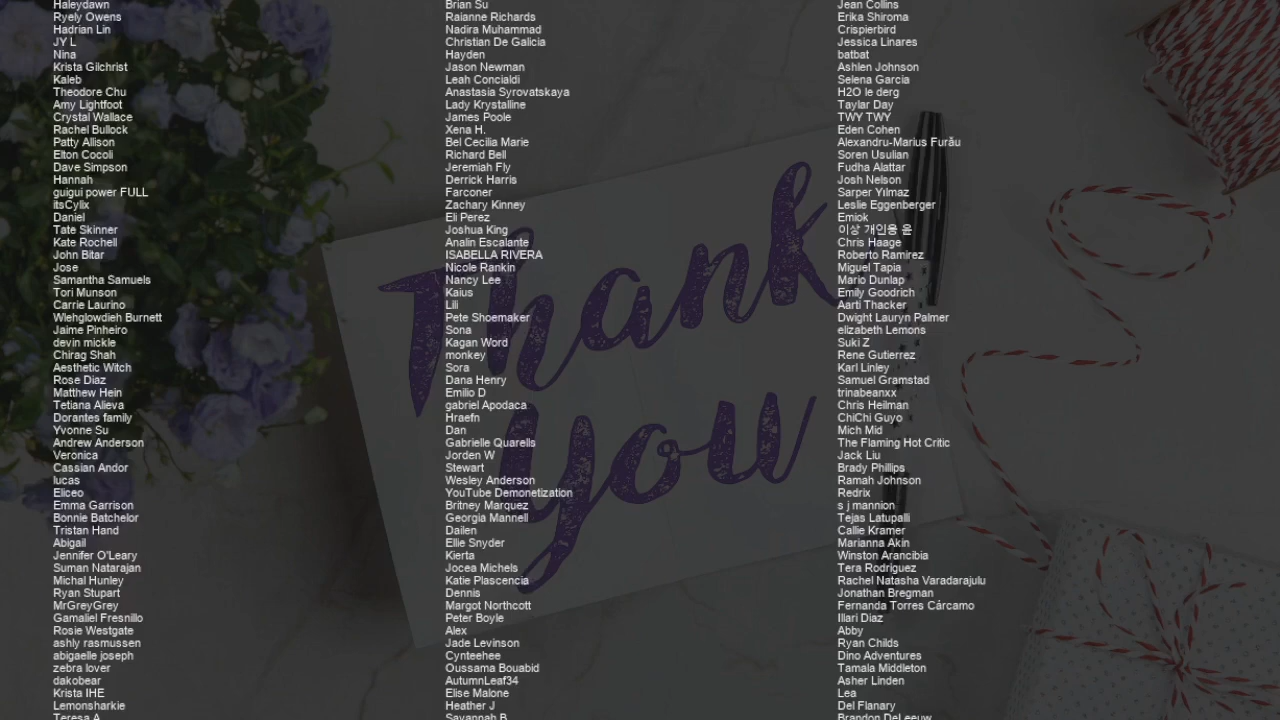 Haleydawn
Ryely Owens
Hadrian Lin
JY L
Nina
Krista Gilchrist
Kaleb
Theodore Chu
Amy Lightfoot
Crystal Wallace
Rachel Bullock
Patty Allison
Elton Cocoli
Dave Simpson
Hannah
guigui power FULL
itsCylix
Daniel
Tate Skinner
Kate Rochell
John Bitar
Jose
Samantha Samuels
Tori Munson
Carrie Laurino
Wlehglowdieh Burnett
Jaime Pinheiro
devin mickle
Chirag Shah
Aesthetic Witch
Rose Diaz
Matthew Hein
Tetiana Alieva
Dorantes family
Yvonne Su
Andrew Anderson
Veronica
Cassian Andor
lucas
Eliceo
Emma Garrison
Bonnie Batchelor
Tristan Hand
Abigail
Jennifer O'Leary
Suman Natarajan
Michal Hunley
Ryan Stupart
MrGreyGrey
Gamaliel Fresnillo
Rosie Westgate
ashly rasmussen
abigaelle joseph
zebra lover
dakobear
Krista IHE
Lemonsharkie
Teresa A
Brian Su
Raianne Richards
Nadira Muhammad
Christian De Galicia
Hayden
Jason Newman
Leah Concialdi
Anastasia Syrovatskaya
Lady Krystalline
James Poole
Xena H.
Bel Cecilia Marie
Richard Bell
Jeremiah Fly
Derrick Harris
Farconer
Zachary Kinney
Eli Perez
Joshua King
Analin Escalante
ISABELLA RIVERA
Nicole Rankin
Nancy Lee
Kaius
Lili
Pete Shoemaker
Sona
Kagan Word
monkey
Sora
Dana Henry
Emilio D
gabriel Apodaca
Hraefn
Dan
Gabrielle Quarells
Jorden W
Stewart
Wesley Anderson
YouTube Demonetization
Britney Marquez
Georgia Mannell
Dailen
Ellie Snyder
Kierta
Jocea Michels
Katie Plascencia
Dennis
Margot Northcott
Peter Boyle
Alex
Jade Levinson
Cynteehee
Oussama Bouabid
AutumnLeaf34
Elise Malone
Heather J
Savannah B
Jean Collins
Erika Shiroma
Crispierbird
Jessica Linares
batbat
Ashlen Johnson
Selena Garcia
H2O le derg
Taylar Day
TWY TWY
Eden Cohen
Alexandru-Marius Furău
Soren Usulian
Fudha Alattar
Josh Nelson
Sarper Yılmaz
Leslie Eggenberger
Emiok
이상 개인용 윤
Chris Haage
Roberto Ramirez
Miguel Tapia
Mario Dunlap
Emily Goodrich
Aarti Thacker
Dwight Lauryn Palmer
elizabeth Lemons
Suki Z
Rene Gutierrez
Karl Linley
Samuel Gramstad
trinabeanxx
Chris Heilman
ChiChi Guyo
Mich Mid
The Flaming Hot Critic
Jack Liu
Brady Phillips
Ramah Johnson
Redrix
s j mannion
Tejas Latupalli
Callie Kramer
Marianna Akin
Winston Arancibia
Tera Rodriguez
Rachel Natasha Varadarajulu
Jonathan Bregman
Fernanda Torres Cárcamo
Illari Diaz
Abby
Ryan Childs
Dino Adventures
Tamala Middleton
Asher Linden
Lea
Del Flanary
Brandon DeLeeuw
Thank
you